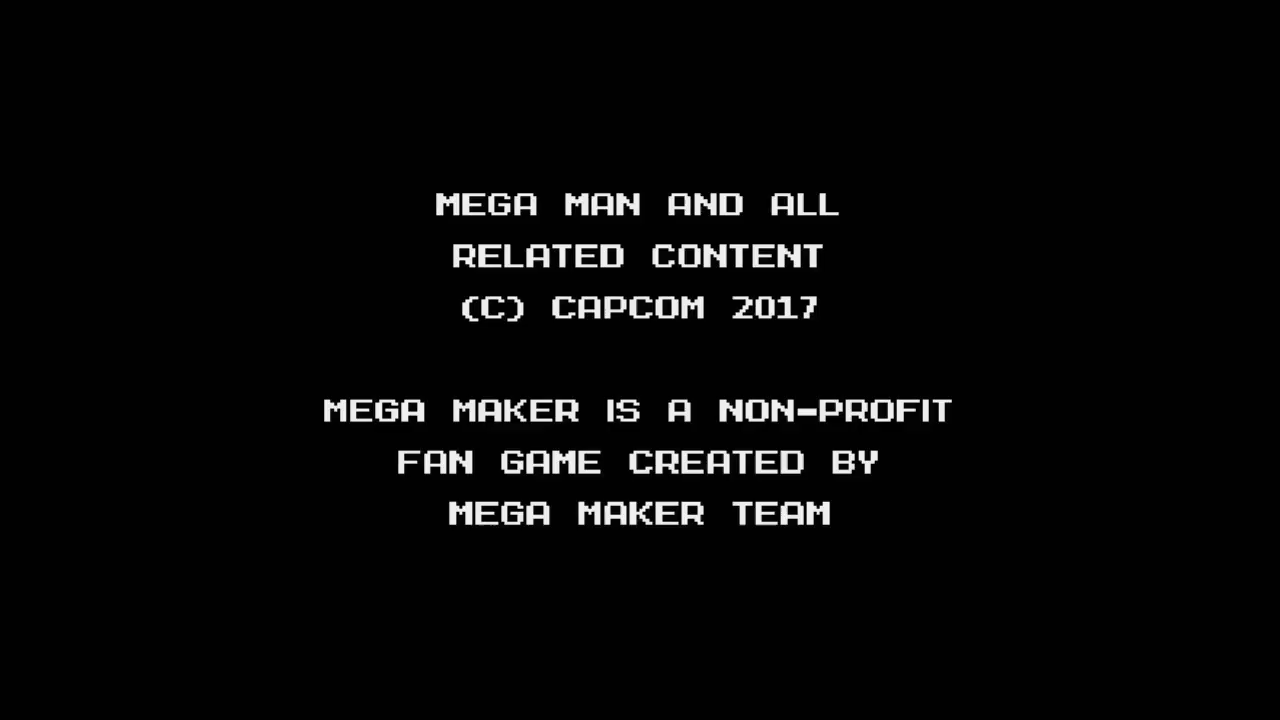 MEGA MAN AND ALL
RELATED CONTENT
(C) CAPCOM 2017
MEGA MAKER IS A NON-PROFIT
FAN GAME CREATED BY
MEGA MAKER TEAM